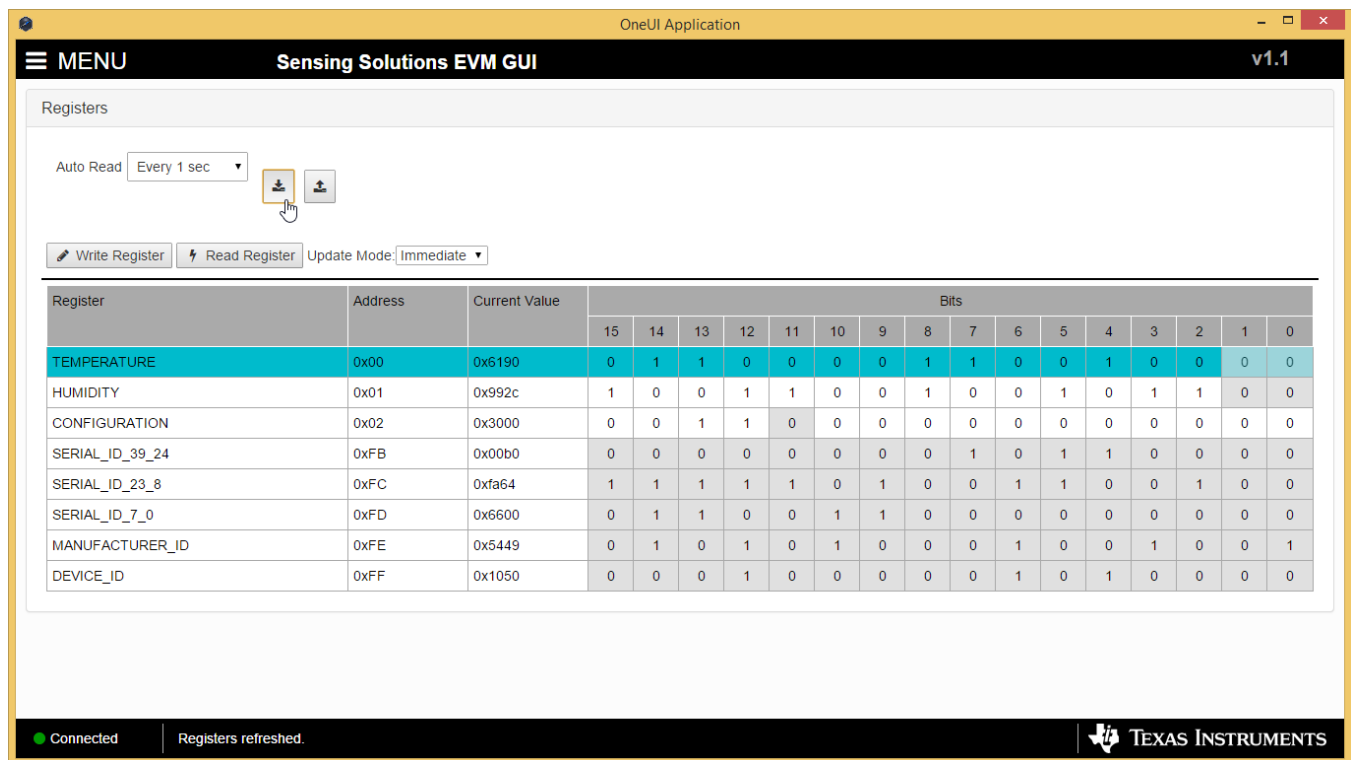 OneUI Application
MENU Sensing Solutions EVM GUI v1.1
Registers
Auto Read Every 1 sec
Write Register Read Register Update Mode: Immediate
Register Address Current Value Bits
15 14 13 12 11 10 9 8 7 6 5 4 3 2 1 0
TEMPERATURE 0x00 0x6190 0 1 1 0 0 0 0 1 1 0 0 1 0 0 0 0
HUMIDITY 0x01 0x992c 1 0 0 1 1 0 0 1 0 0 1 0 1 1 0 0
CONFIGURATION 0x02 0x3000 0 0 1 1 0 0 0 0 0 0 0 0 0 0 0 0
SERIAL_ID_39_24 0xFB 0x00b0 0 0 0 0 0 0 0 0 1 0 1 1 0 0 0 0
SERIAL_ID_23_8 0xFC 0xfa64 1 1 1 1 1 0 1 0 0 1 1 0 0 1 0 0
SERIAL_ID_7_0 0xFD 0x6600 0 1 1 0 0 1 1 0 0 0 0 0 0 0 0 0
MANUFACTURER_ID 0xFE 0x5449 0 1 0 1 0 1 0 0 0 1 0 0 1 0 0 1
DEVICE_ID 0xFF 0x1050 0 0 0 1 0 0 0 0 0 1 0 1 0 0 0 0
Connected Registers refreshed. TEXAS INSTRUMENTS